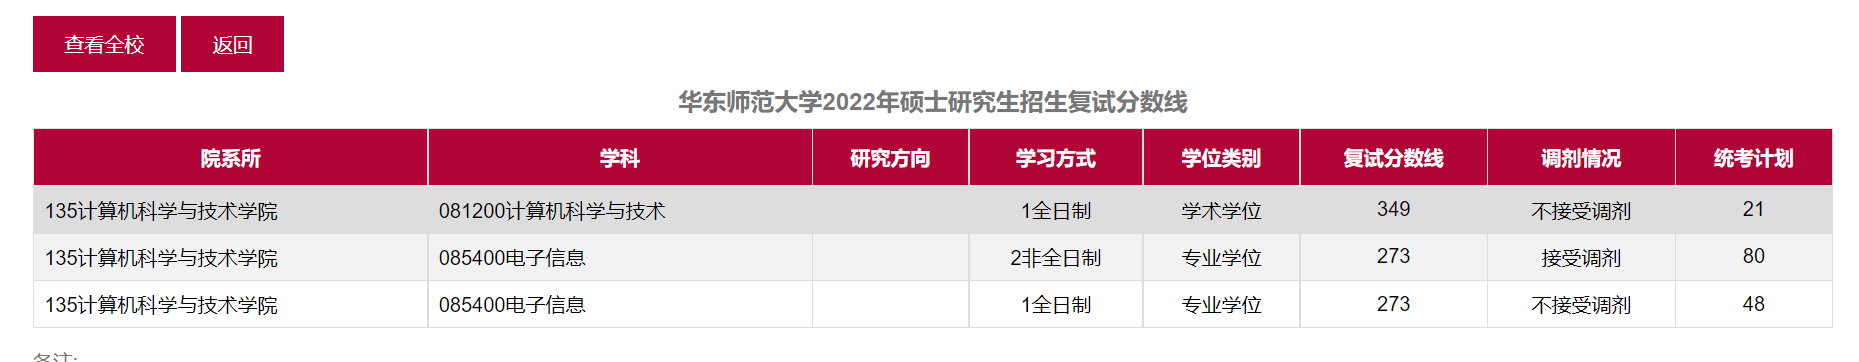 查看全校 返回
华东师范大学2022年硕士研究生招生复试分数线
院系所 学科 研究方向 学习方式 学位类别 复试分数线 调剂情况 统考计划
135计算机科学与技术学院 081200计算机科学与技术 1全日制 学术学位 349 不接受调剂 21
135计算机科学与技术学院 085400电子信息 2非全日制 专业学位 273 接受调剂 80
135计算机科学与技术学院 085400电子信息 1全日制 专业学位 273 不接受调剂 48
备注: